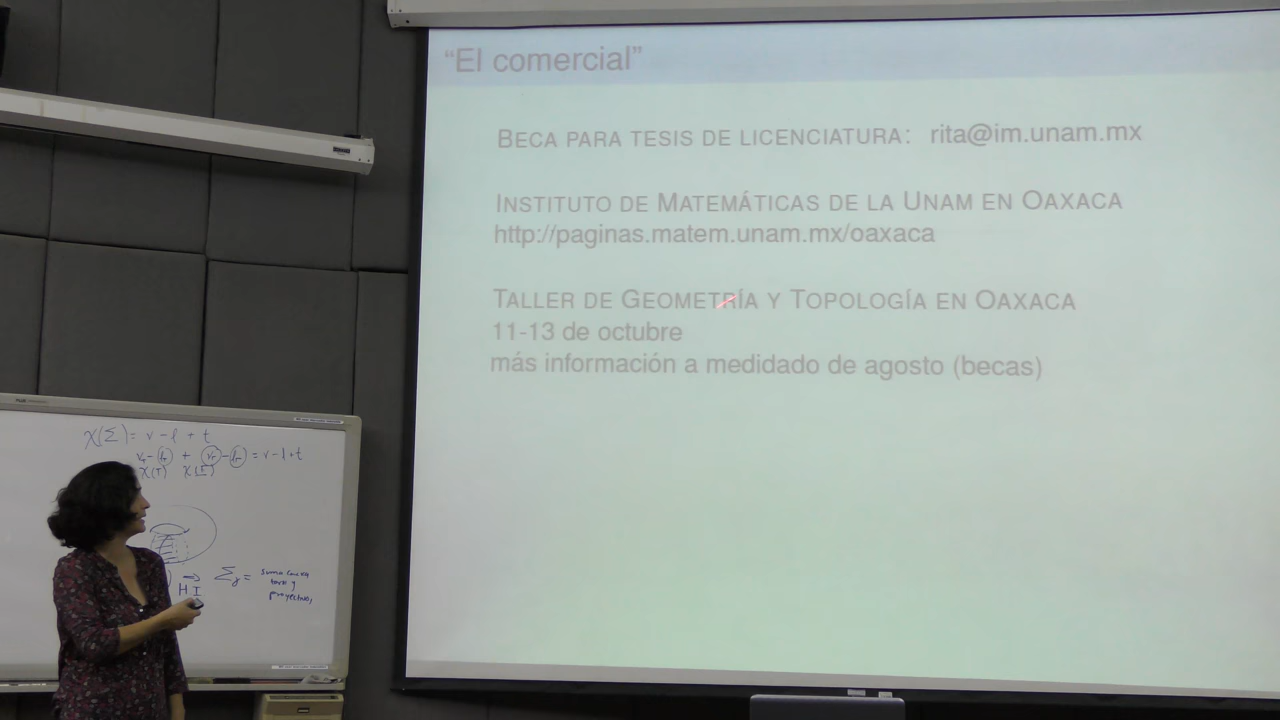 “El comercial”
BECA PARA TESIS DE LICENCIATURA: rita@im.unam.mx
INSTITUTO DE MATEMÁTICAS DE LA UNAM EN OAXACA
http://paginas.matem.unam.mx/oaxaca
TALLER DE GEOMETRÍA Y TOPOLOGÍA EN OAXACA
11-13 de octubre
más información a medidado de agosto (becas)
χ(Σ) = v - l + t
= v - l + t
χ(T) χ(Γ)
H I
Σg =
suma
y